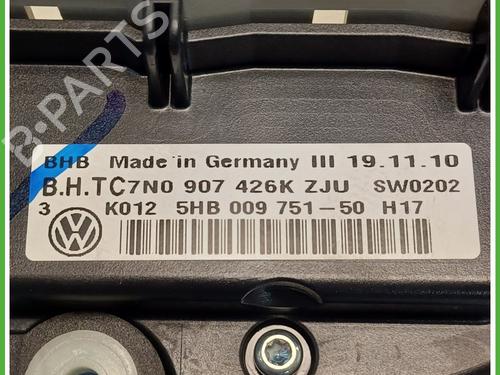 B-PARTS
BHB Made in Germany III 19.11.10
B.H.TC7N0 907 426K ZJU SW0202
3 K012 5HB 009 751-50 H17